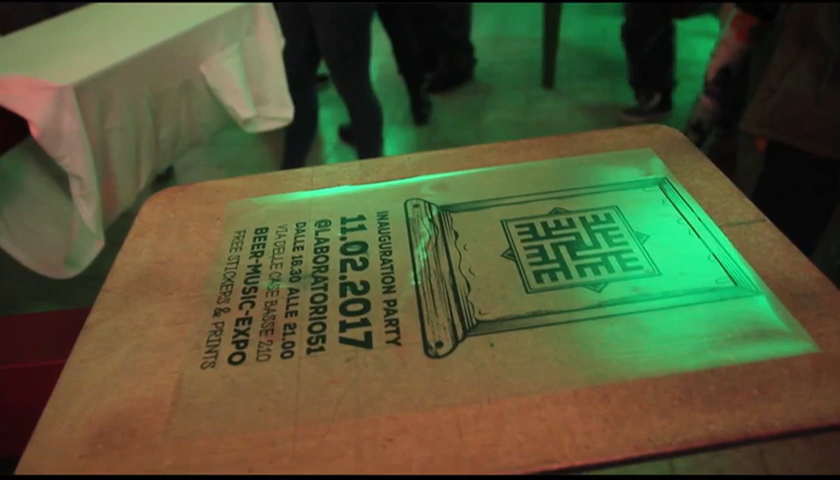 INAUGURATION PARTY
11.02.2017
@LABORATORIO51
DALLE 16.30 ALLE 21.00
VIA DELLE CASE BASSE 210
BEER-MUSIC-EXPO
FREE STICKERS & PRINTS